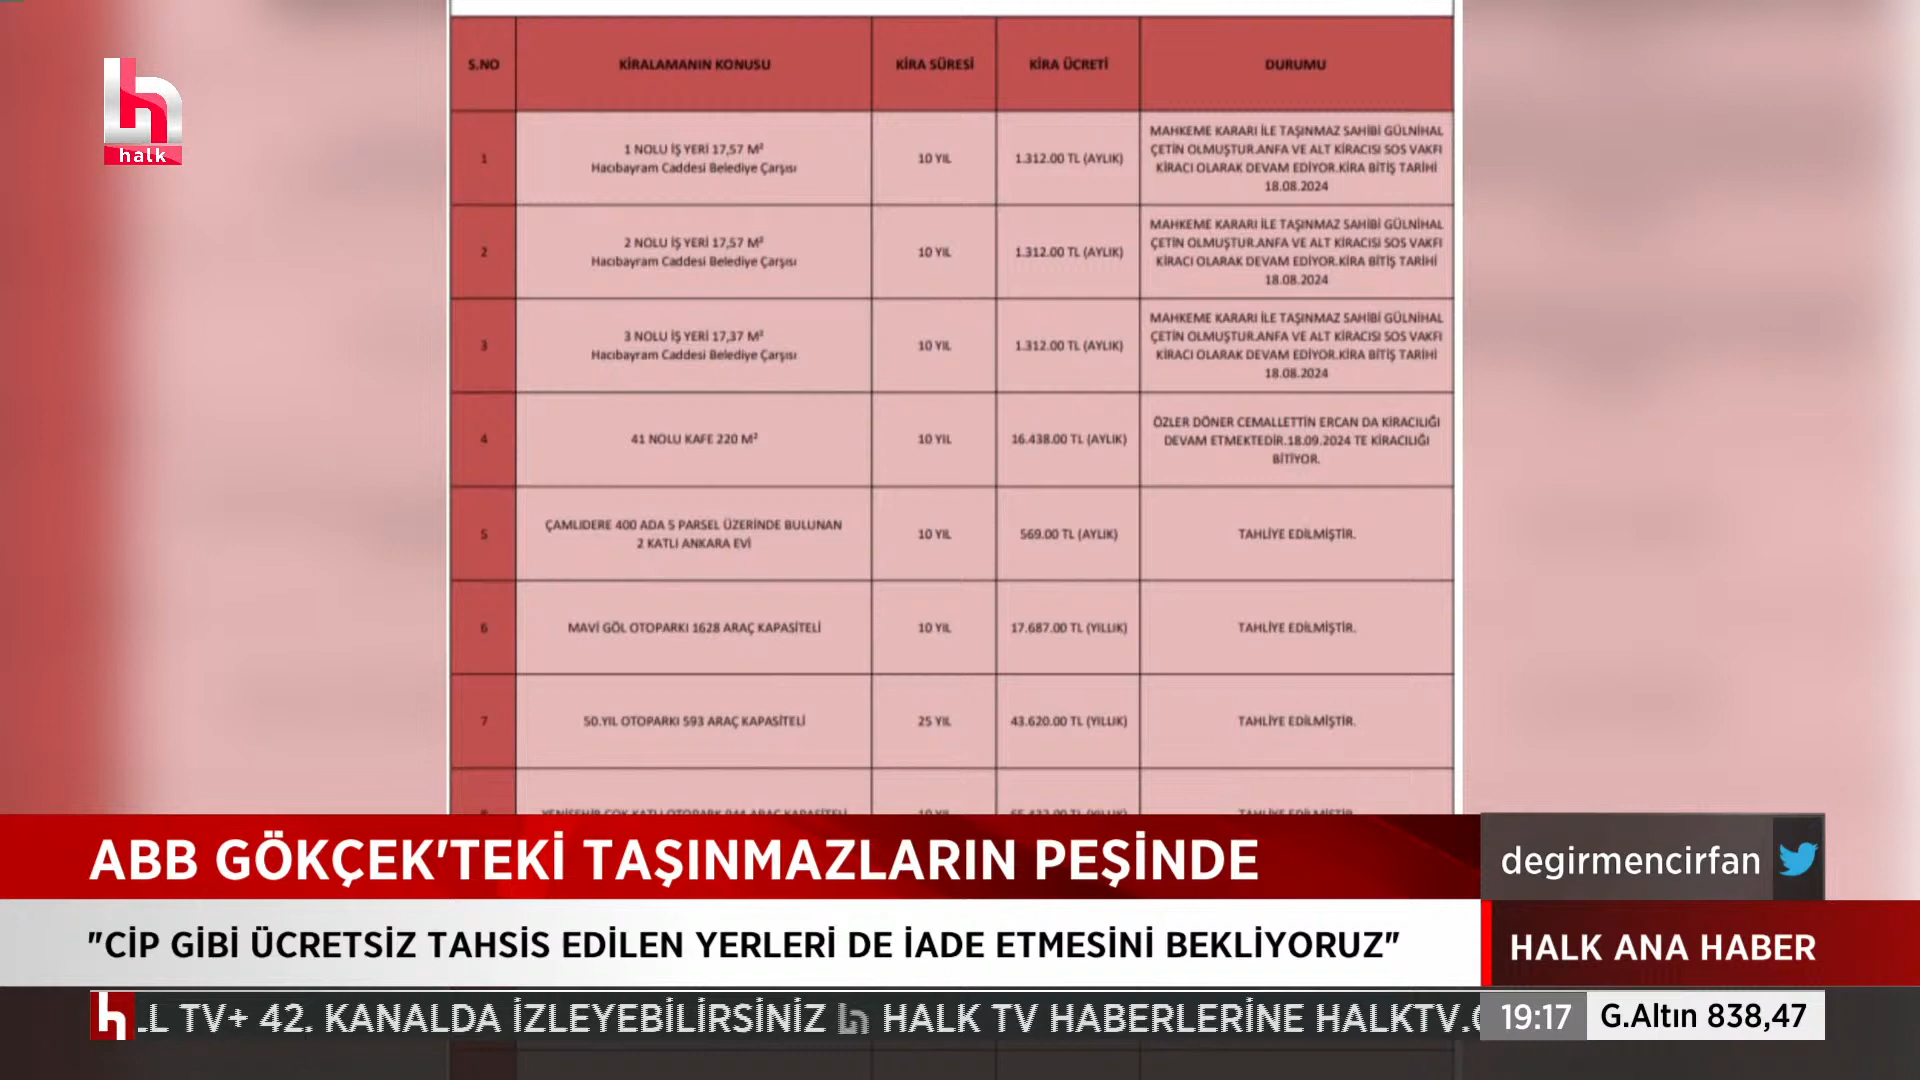 S.NO KİRALAMANIN KONUSU KİRA SÜRESİ KİRA ÜCRETİ DURUMU
halk
1
1 NOLU İŞ YERİ 17,57 M²
Hacıbayram Caddesi Belediye Çarşısı
10 YIL
1.312.00 TL (AYLIK)
MAHKEME KARARI İLE TAŞINMAZ SAHİBİ GÜLNİHAL
ÇETİN OLMUŞTUR.ANFA VE ALT KİRACISI SOS VAKFI
KİRACI OLARAK DEVAM EDİYOR.KİRA BİTİŞ TARİHİ
18.08.2024
2
2 NOLU İŞ YERİ 17,57 M²
Hacıbayram Caddesi Belediye Çarşısı
10 YIL
1.312.00 TL (AYLIK)
MAHKEME KARARI İLE TAŞINMAZ SAHİBİ GÜLNİHAL
ÇETİN OLMUŞTUR.ANFA VE ALT KİRACISI SOS VAKFI
KİRACI OLARAK DEVAM EDİYOR.KİRA BİTİŞ TARİHİ
18.08.2024
3
3 NOLU İŞ YERİ 17,37 M²
Hacıbayram Caddesi Belediye Çarşısı
10 YIL
1.312.00 TL (AYLIK)
MAHKEME KARARI İLE TAŞINMAZ SAHİBİ GÜLNİHAL
ÇETİN OLMUŞTUR.ANFA VE ALT KİRACISI SOS VAKFI
KİRACI OLARAK DEVAM EDİYOR.KİRA BİTİŞ TARİHİ
18.08.2024
4
41 NOLU KAFE 220 M²
10 YIL
16.438.00 TL (AYLIK)
ÖZLER DÖNER CEMALLETTİN ERCAN DA KİRACILIĞI
DEVAM ETMEKTEDİR.18.09.2024 TE KİRACILIĞI
BİTİYOR.
5
ÇAMLIDERE 400 ADA 5 PARSEL ÜZERİNDE BULUNAN
2 KATLI ANKARA EVİ
10 YIL
569.00 TL (AYLIK)
TAHLİYE EDİLMİŞTİR.
6
MAVİ GÖL OTOPARKI 1628 ARAÇ KAPASİTELİ
10 YIL
17.687.00 TL (YILLIK)
TAHLİYE EDİLMİŞTİR.
7
50.YIL OTOPARKI 593 ARAÇ KAPASİTELİ
25 YIL
43.620.00 TL (YILLIK)
TAHLİYE EDİLMİŞTİR.
ABB GÖKÇEK'TEKİ TAŞINMAZLARIN PEŞİNDE
degirmencirfan
"CİP GİBİ ÜCRETSİZ TAHSİS EDİLEN YERLERİ DE İADE ETMESİNİ BEKLİYORUZ"
HALK ANA HABER
LL TV+ 42. KANALDA İZLEYEBİLİRSİNİZ HALK TV HABERLERİNE HALKTV.
19:17 G.Altın 838,47